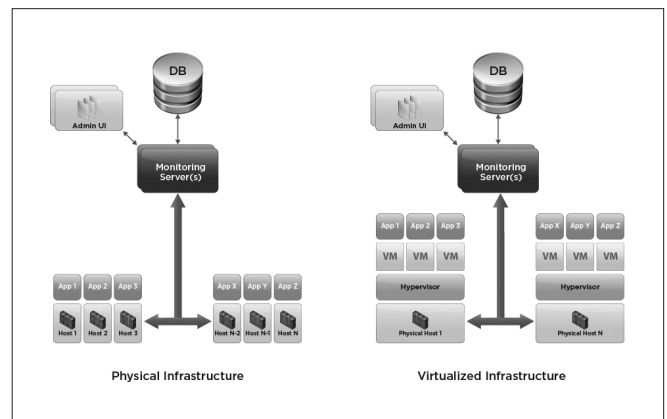 DB
Admin UI
Monitoring
Server(s)
App 1 App 2 App 3
App X App Y App Z
Host 1 Host 2 Host 3
Host N-2 Host N-1 Host N
Physical Infrastructure
DB
Admin UI
Monitoring
Server(s)
App 1 App 2 App 3
App X App Y App Z
VM VM VM
VM VM VM
Hypervisor
Hypervisor
Physical Host 1
Physical Host N
Virtualized Infrastructure